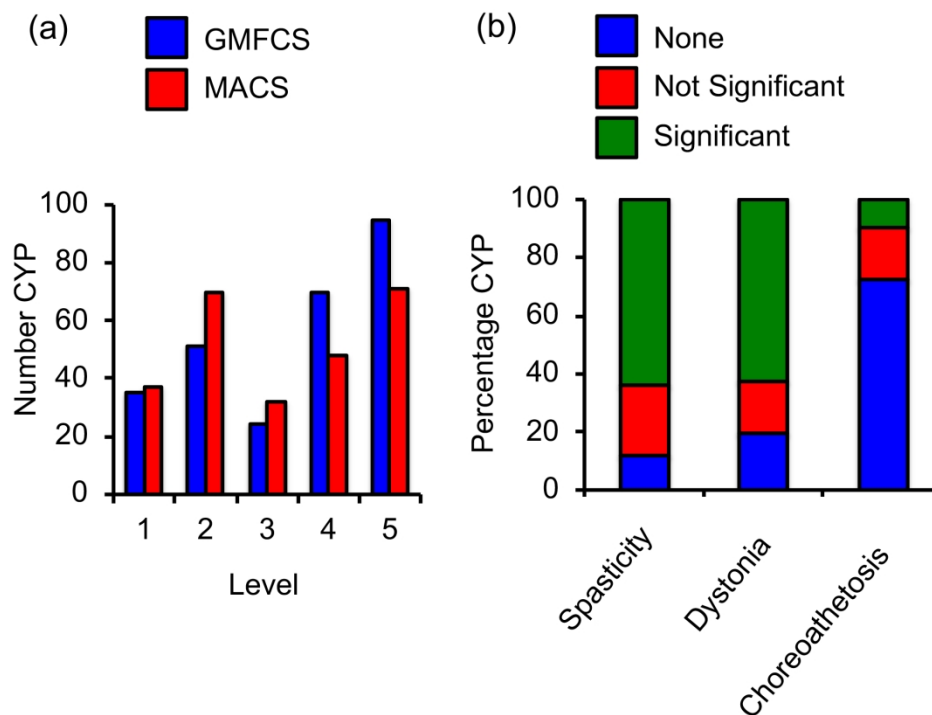 (a)
GMFCS
MACS
Number CYP
100
80
60
40
20
0
1 2 3 4 5
Level
(b)
None
Not Significant
Significant
Percentage CYP
100
80
60
40
20
0
Spasticity
Dystonia
Choreoathetosis